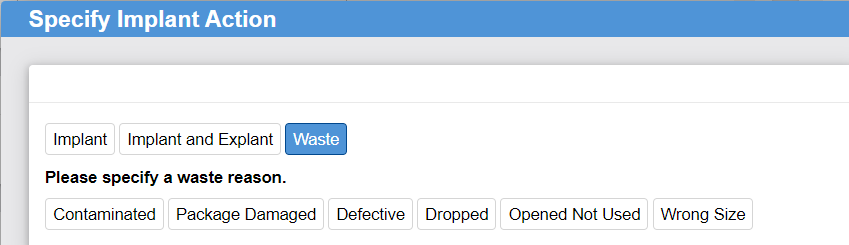 Specify Implant Action
Implant Implant and Explant Waste
Please specify a waste reason.
Contaminated Package Damaged Defective Dropped Opened Not Used Wrong Size